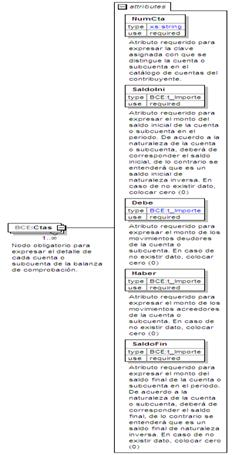 attributes
NumCta
type xs:string
use required
Atributo requerido para
expresar la clave
asignada con que se
distingue la cuenta o
subcuenta en el
catálogo de cuentas del
contribuyente.
SaldoIni
type BCE:t_Importe
use required
Atributo requerido para
expresar el monto del
saldo inicial de la cuenta
o subcuenta en el
periodo. De acuerdo a la
naturaleza de la cuenta o
subcuenta, deberá de
corresponder el saldo
inicial, de lo contrario se
entenderá que es un
saldo inicial de
naturaleza inversa. En
caso de no existir dato,
colocar cero (0)
BCE:Ctas
1..∞
Nodo obligatorio para
expresar el detalle de
cada cuenta o
subcuenta de la balanza
de comprobación.
Debe
type BCE:t_Importe
use required
Atributo requerido para
expresar el monto de los
movimientos deudores
de la cuenta o
subcuenta. En caso de
no existir dato, colocar
cero (0)
Haber
type BCE:t_Importe
use required
Atributo requerido para
expresar el monto de los
movimientos acreedores
de la cuenta o
subcuenta. En caso de
no existir dato, colocar
cero (0)
SaldoFin
type BCE:t_Importe
use required
Atributo requerido para
expresar el monto del
saldo final de la cuenta o
subcuenta en el periodo.
De acuerdo a la
naturaleza de la cuenta
o subcuenta, deberá de
corresponder el saldo
final, de lo contrario se
entenderá que es un
saldo final de naturaleza
inversa. En caso de no
existir dato, colocar cero
(0)